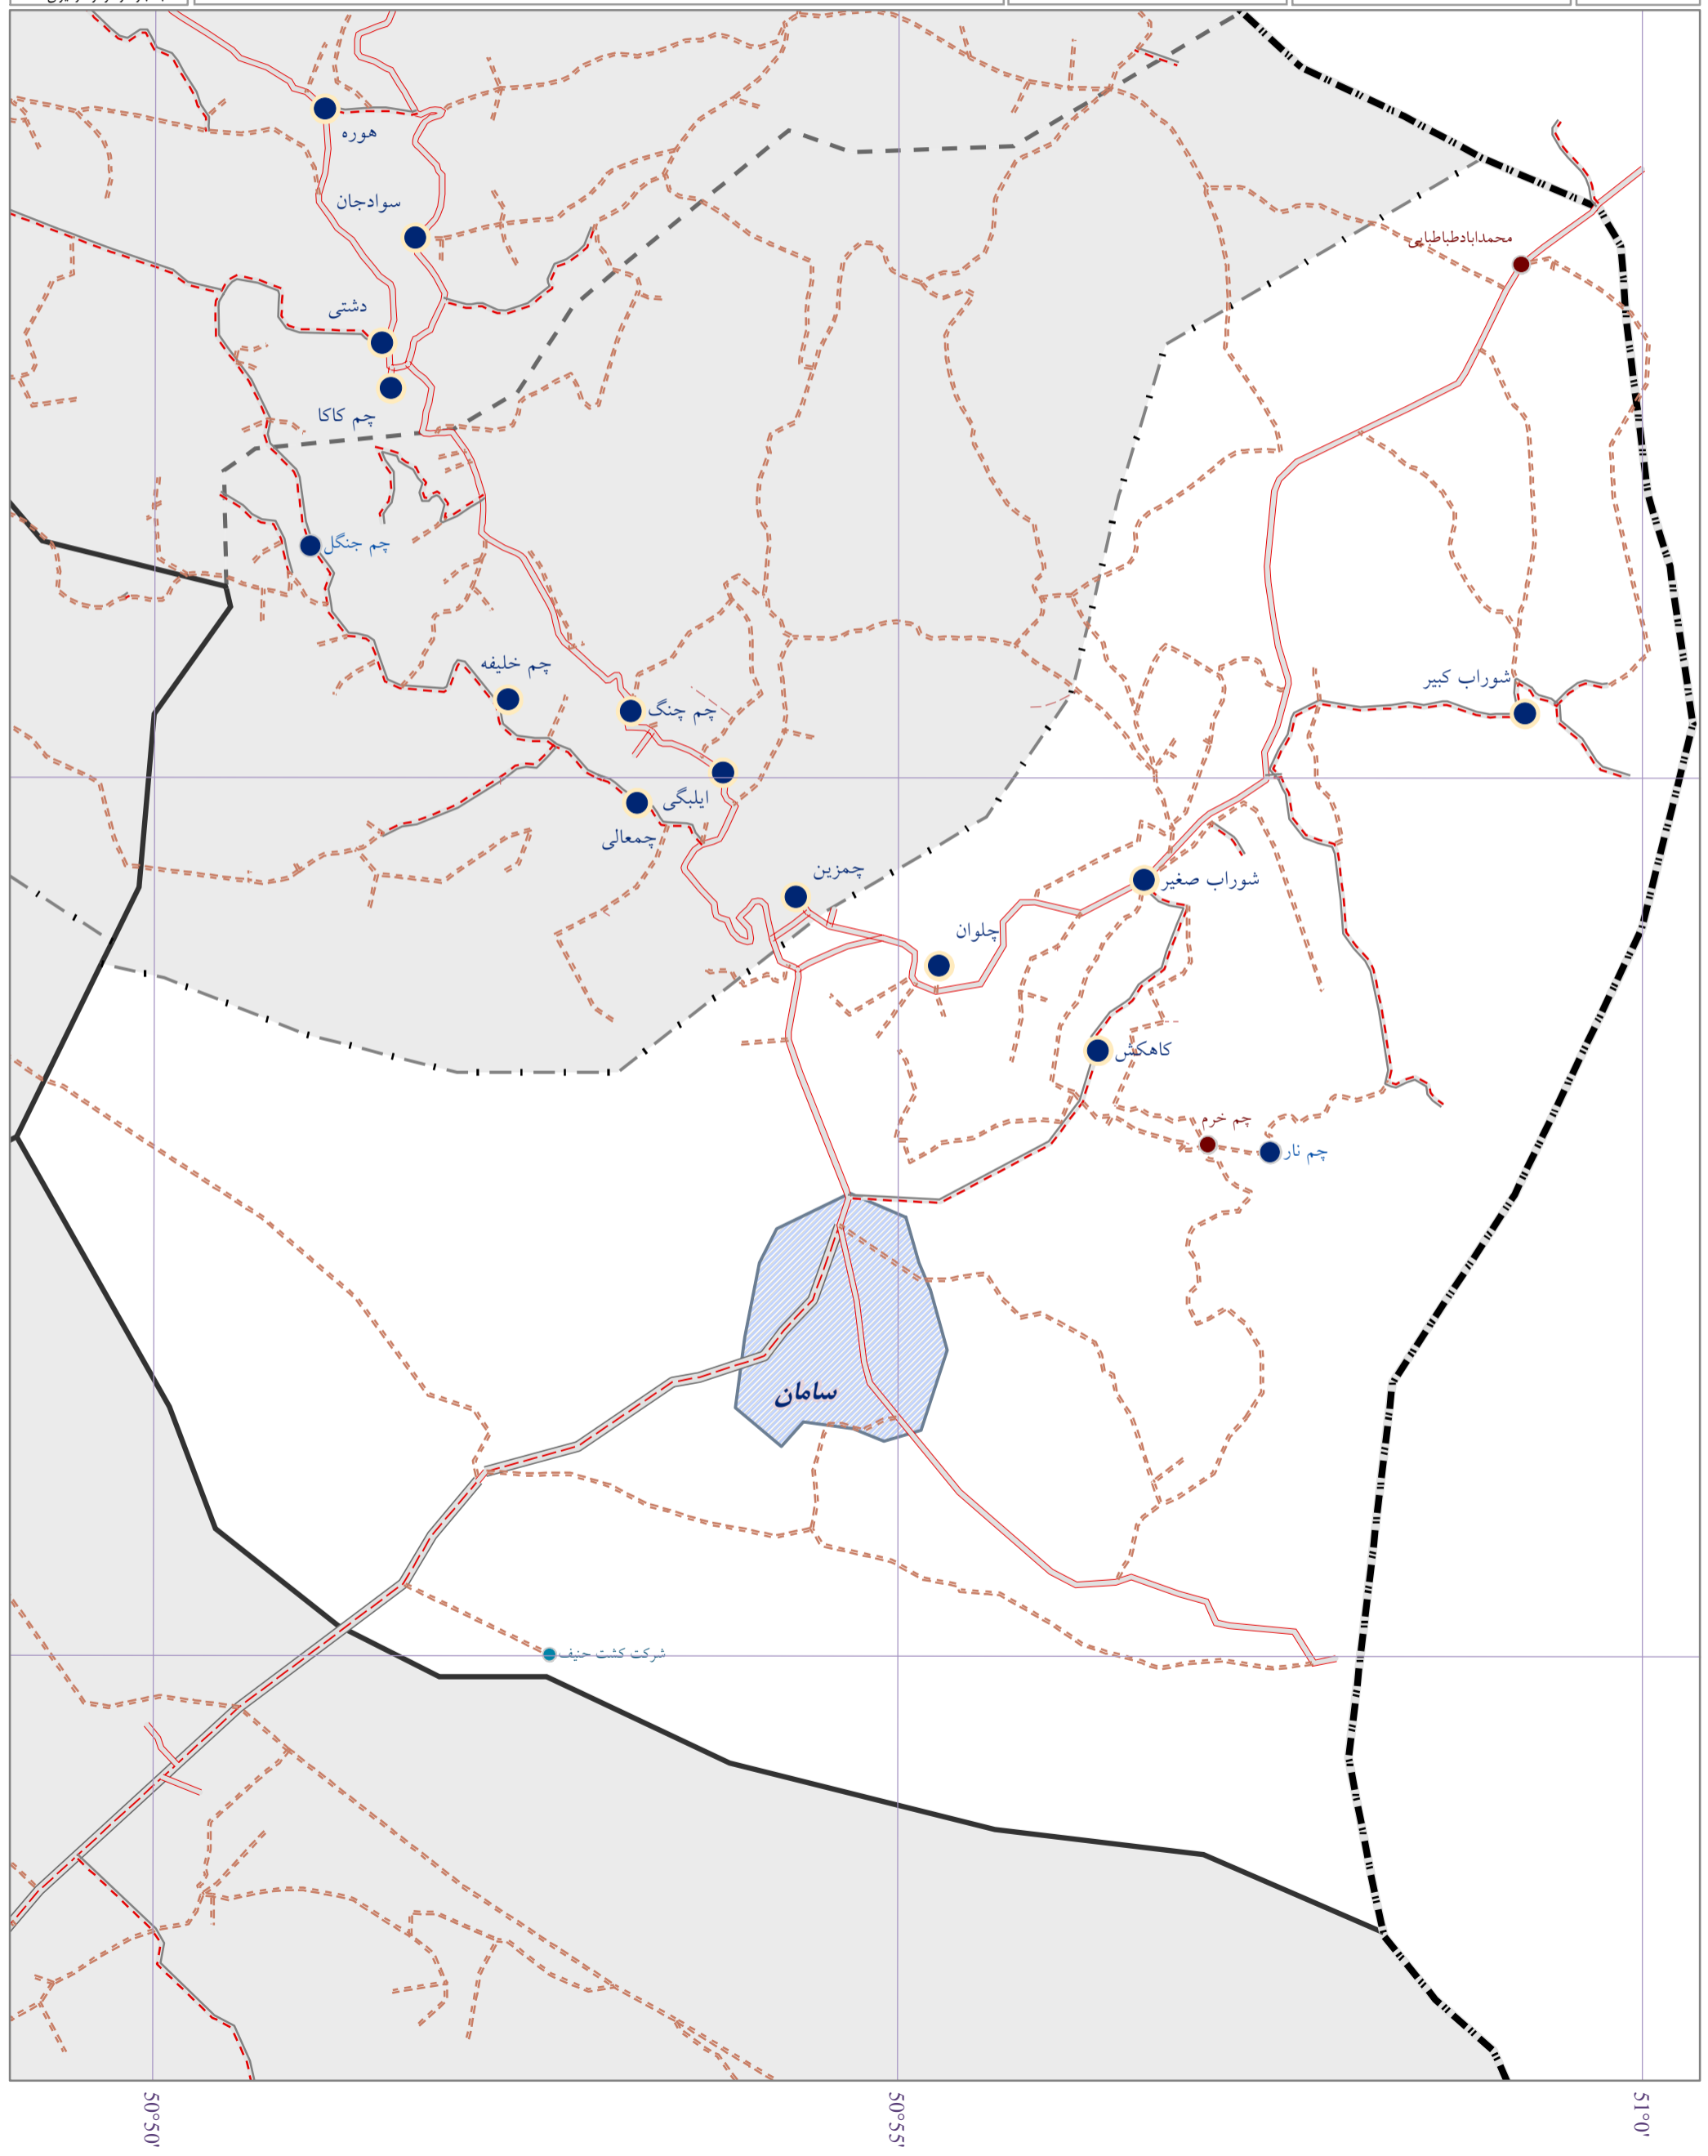 هوره
سوادجان
محمدابادطباطبایی
دشتی
چم کاکا
چم جنگل
چم خلیفه
شوراب کبیر
چم چنگ
ایلبگی
چمعالی
چمزین
شوراب صغیر
چلوان
کاهکش
چم خرم
چم نار
سامان
شرکت کشت حنیف
50°50'
50°55'
51°0'